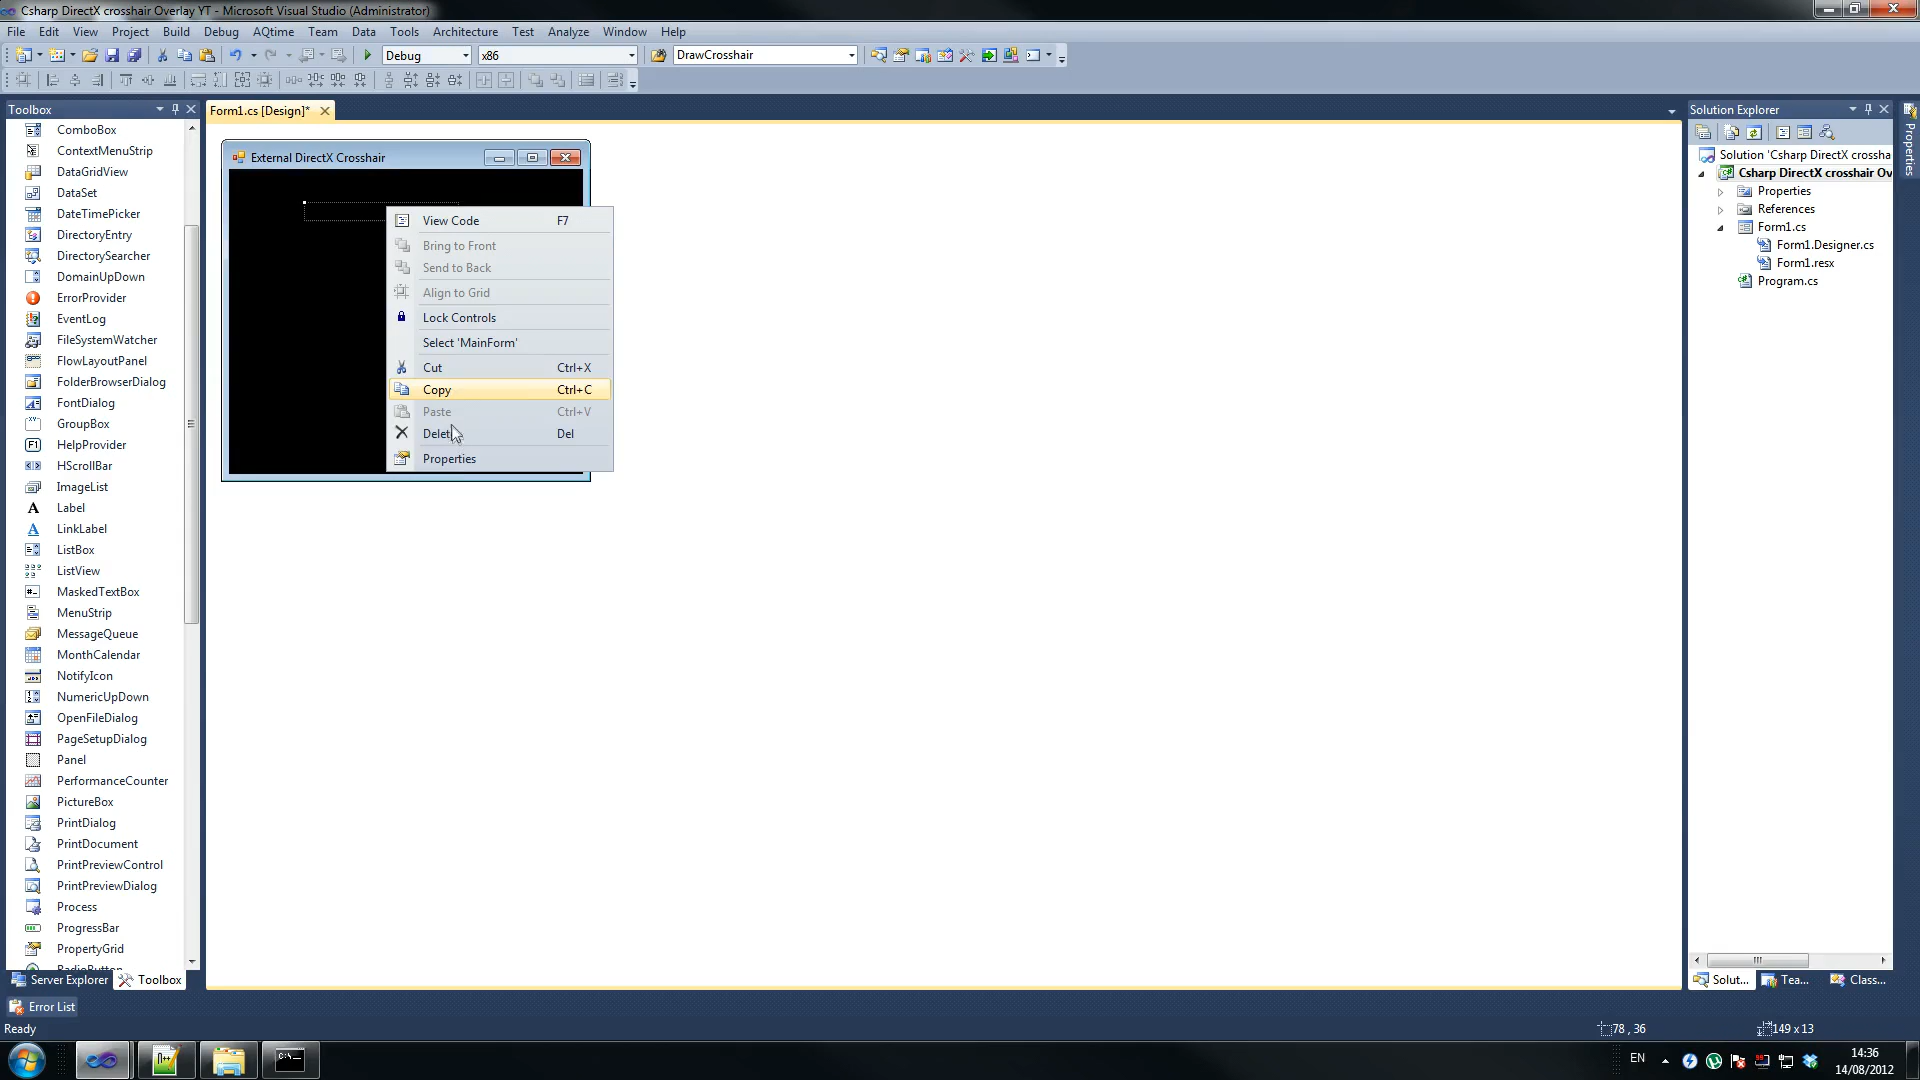 Csharp DirectX crosshair Overlay YT - Microsoft Visual Studio (Administrator)
File Edit View Project Build Debug AQtime Team Data Tools Architecture Test Analyze Window Help
Debug x86 DrawCrosshair
Toolbox
Form1.cs [Design]*
Solution Explorer
Properties
ComboBox
ContextMenuStrip
DataGridView
DataSet
DateTimePicker
DirectoryEntry
DirectorySearcher
DomainUpDown
ErrorProvider
EventLog
FileSystemWatcher
FlowLayoutPanel
FolderBrowserDialog
FontDialog
GroupBox
HelpProvider
HScrollBar
ImageList
Label
LinkLabel
ListBox
ListView
MaskedTextBox
MenuStrip
MessageQueue
MonthCalendar
NotifyIcon
NumericUpDown
OpenFileDialog
PageSetupDialog
Panel
PerformanceCounter
PictureBox
PrintDialog
PrintDocument
PrintPreviewControl
PrintPreviewDialog
Process
ProgressBar
PropertyGrid
Server Explorer Toolbox
External DirectX Crosshair
View Code F7
Bring to Front
Send to Back
Align to Grid
Lock Controls
Select 'MainForm'
Cut Ctrl+X
Copy Ctrl+C
Paste Ctrl+V
Delet Del
Properties
Solution 'Csharp DirectX crossha
Csharp DirectX crosshair Ov
Properties
References
Form1.cs
Form1.Designer.cs
Form1.resx
Program.cs
Solut... Tea... Class...
Error List
Ready 78 , 36 149 x 13
EN 14:36
14/08/2012